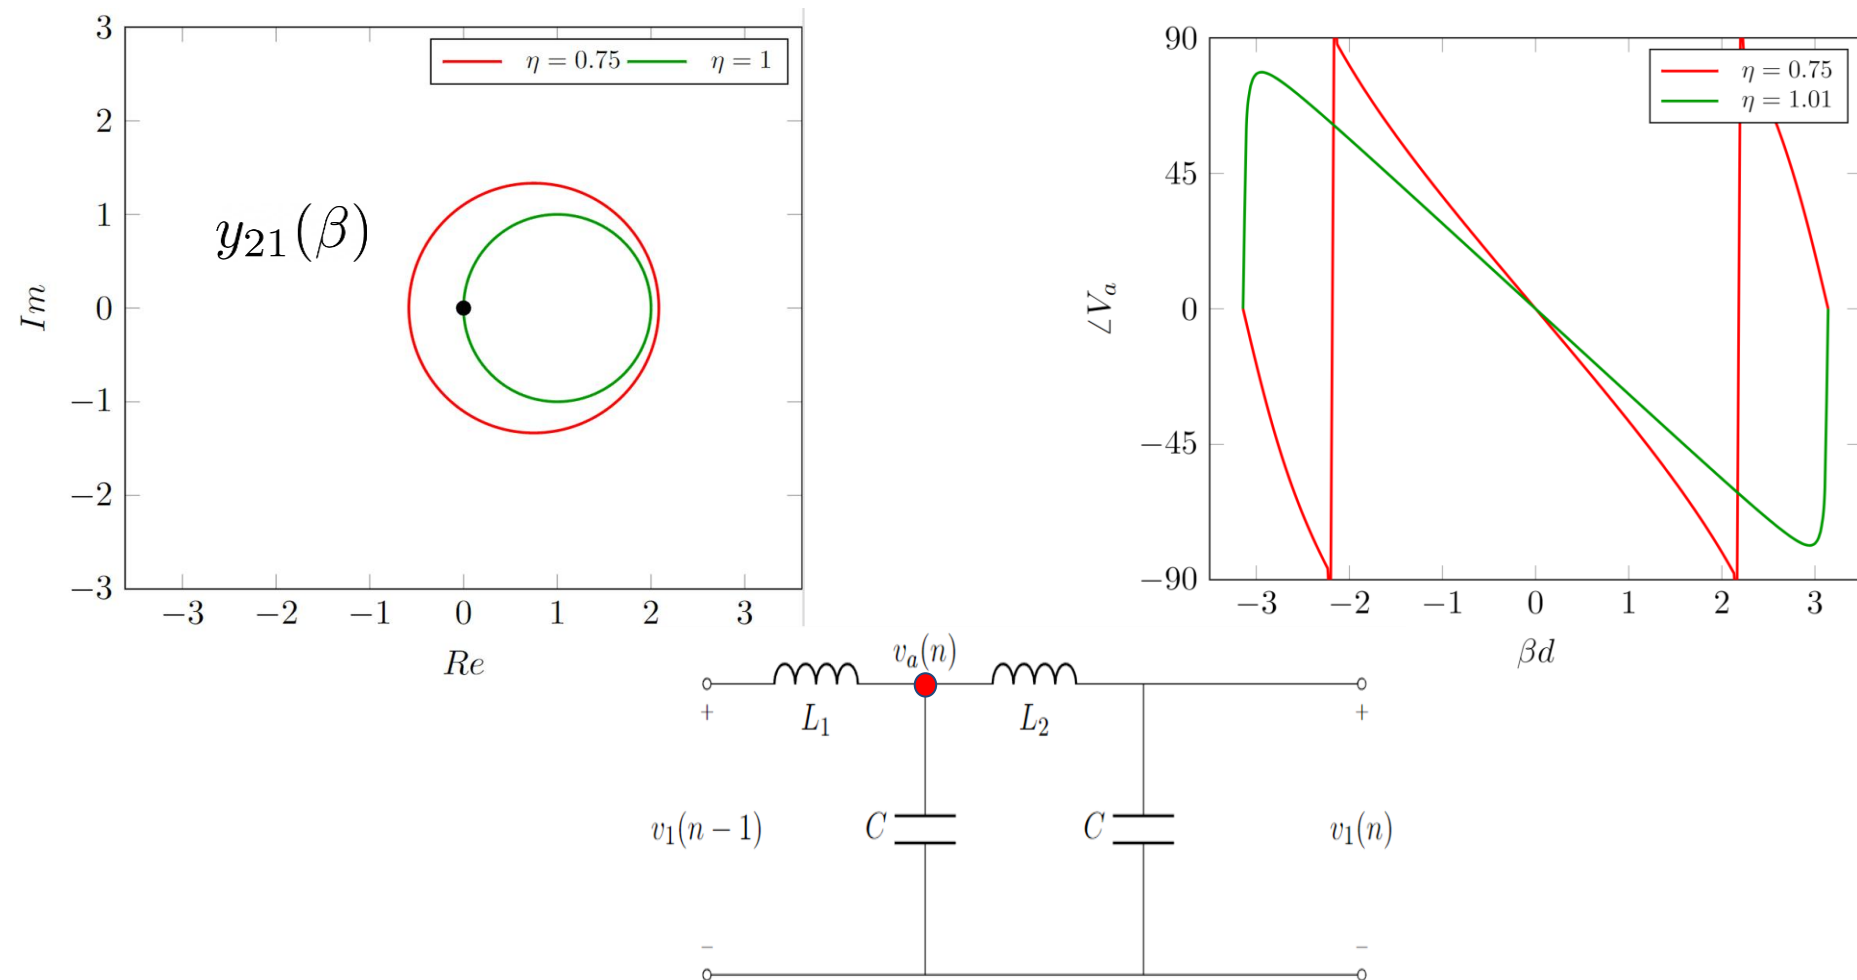 3
2
1
0
−1
−2
−3
−3 −2 −1 0 1 2 3
Re
Im
η = 0.75 η = 1
y₂₁(β)
90
45
0
−45
−90
−3 −2 −1 0 1 2 3
βd
∠Vₐ
η = 0.75
η = 1.01
vₐ(n)
+ L₁ L₂ +
v₁(n − 1) C C v₁(n)
− −